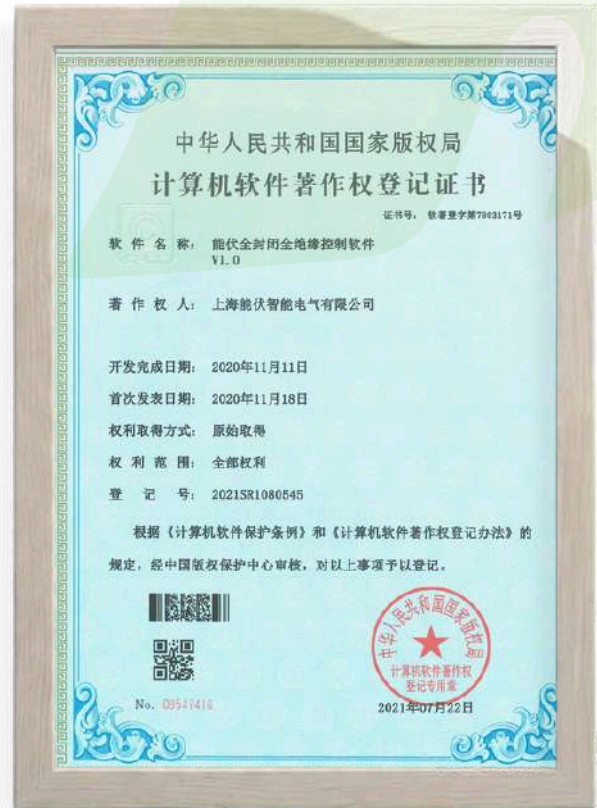 中华人民共和国国家版权局
计算机软件著作权登记证书
证书号： 软著登字第7803171号
软件名称： 能伏全封闭全绝缘控制软件
V1.0
著作权人： 上海能伏智能电气有限公司
开发完成日期： 2020年11月11日
首次发表日期： 2020年11月18日
权利取得方式： 原始取得
权利范围： 全部权利
登记号： 2021SR1080545
根据《计算机软件保护条例》和《计算机软件著作权登记办法》的
规定，经中国版权保护中心审核，对以上事项予以登记。
中华人民共和国国家版权局
计算机软件著作权
登记专用章
No.
2021年07月22日